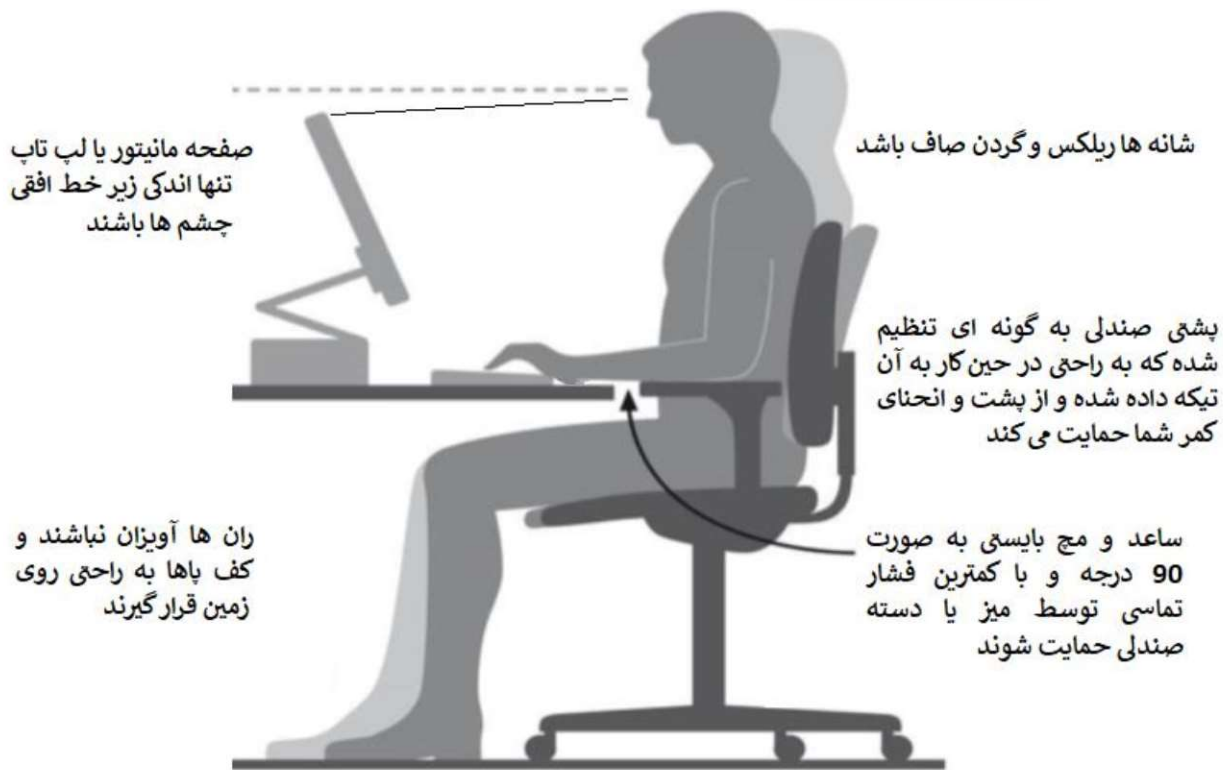 شانه ها ریلکس و گردن صاف باشد
صفحه مانیتور یا لپ تاپ
تنها اندکی زیر خط افقی
چشم ها باشند
پشتی صندلی به گونه ای تنظیم
شده که به راحتی در حین کار به آن
تیکه داده شده و از پشت و انحنای
کمر شما حمایت می کند
ران ها آویزان نباشند و
کف پاها به راحتی روی
زمین قرار گیرند
ساعد و مچ بایستی به صورت
90 درجه و با کمترین فشار
تماسی توسط میز یا دسته
صندلی حمایت شوند